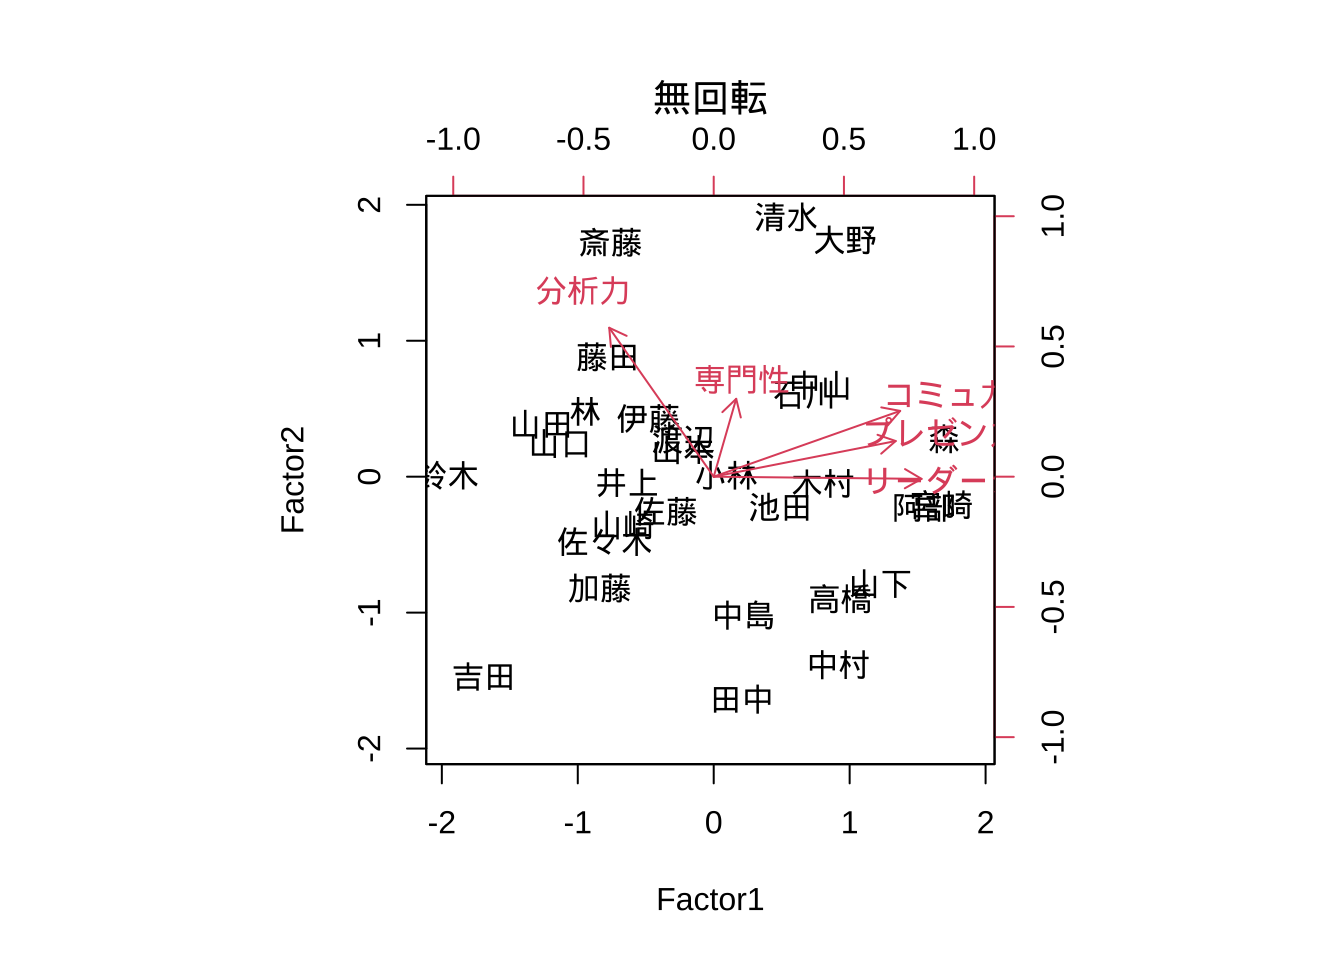 無回転
-1.0 -0.5 0.0 0.5 1.0
2 1 0 -1 -2
Factor2
1.0 0.5 0.0 -0.5 -1.0
清水
大野
斎藤
分析力
藤田
専門性
中山
石川
コミュ力
林
伊藤
山田
山口
渡辺
プレゼン
森
鈴木
井上
小林
木村
リーダー
佐藤
池田
阿部
宮崎
山崎
佐々木
加藤
山下
高橋
中島
中村
吉田
田中
-2 -1 0 1 2
Factor1